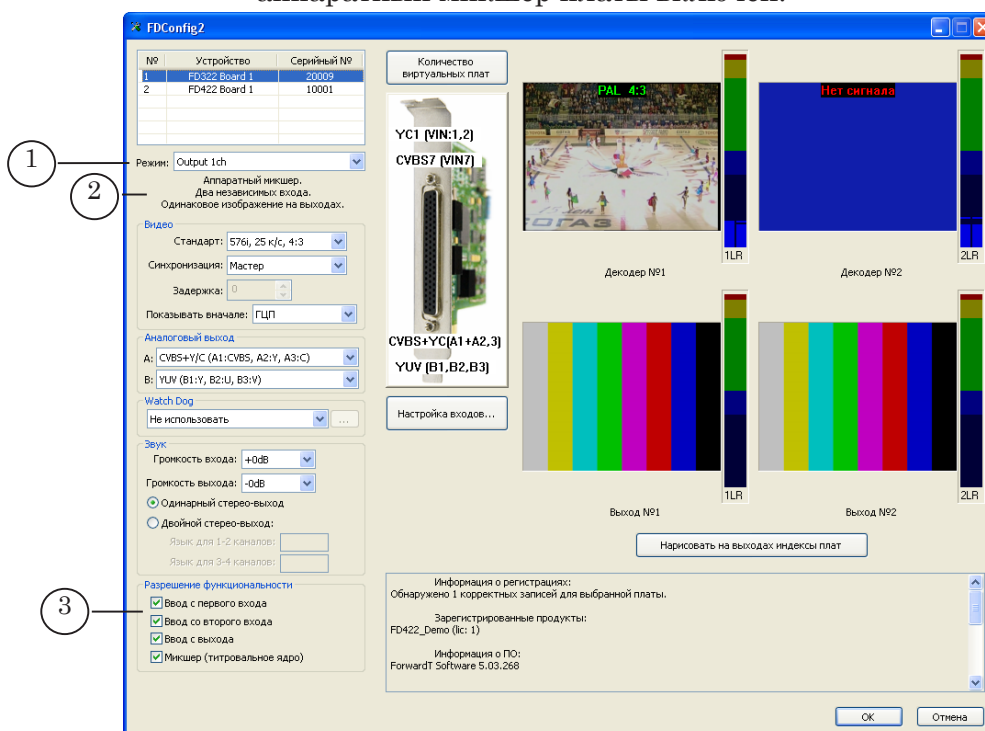 FDConfig2
№ Устройство Серийный №
1 FD322 Board 1 20009
2 FD422 Board 1 10001
1
Режим: Output 1ch
2
Аппаратный микшер.
Два независимых входа.
Одинаковое изображение на выходах.
Видео
Стандарт: 576i, 25 к/с, 4:3
Синхронизация: Мастер
Задержка: 0
Показывать вначале: ГЦП
Аналоговый выход
A: CVBS+Y/C (A1:CVBS, A2:Y, A3:C)
B: YUV (B1:Y, B2:U, B3:V)
Watch Dog
Не использовать ...
Звук
Громкость входа: +0dB
Громкость выхода: -0dB
Одинарный стерео-выход
Двойной стерео-выход:
Язык для 1-2 каналов:
Язык для 3-4 каналов:
3
Разрешение функциональности
Ввод с первого входа
Ввод со второго входа
Ввод с выхода
Микшер (титровальное ядро)
Количество
виртуальных плат
YC1 (VIN:1,2)
CVBS7 (VIN7)
CVBS+YC(A1+A2,3)
YUV (B1,B2,B3)
Настройка входов...
PAL 4:3
1LR
Декодер №1
Нет сигнала
2LR
Декодер №2
1LR
Выход №1
2LR
Выход №2
Нарисовать на выходах индексы плат
Информация о регистрациях:
Обнаружено 1 корректных записей для выбранной платы.
Зарегистрированные продукты:
FD422_Demo (lic: 1)
Информация о ПО:
ForwardT Software 5.03.268
OK Отмена